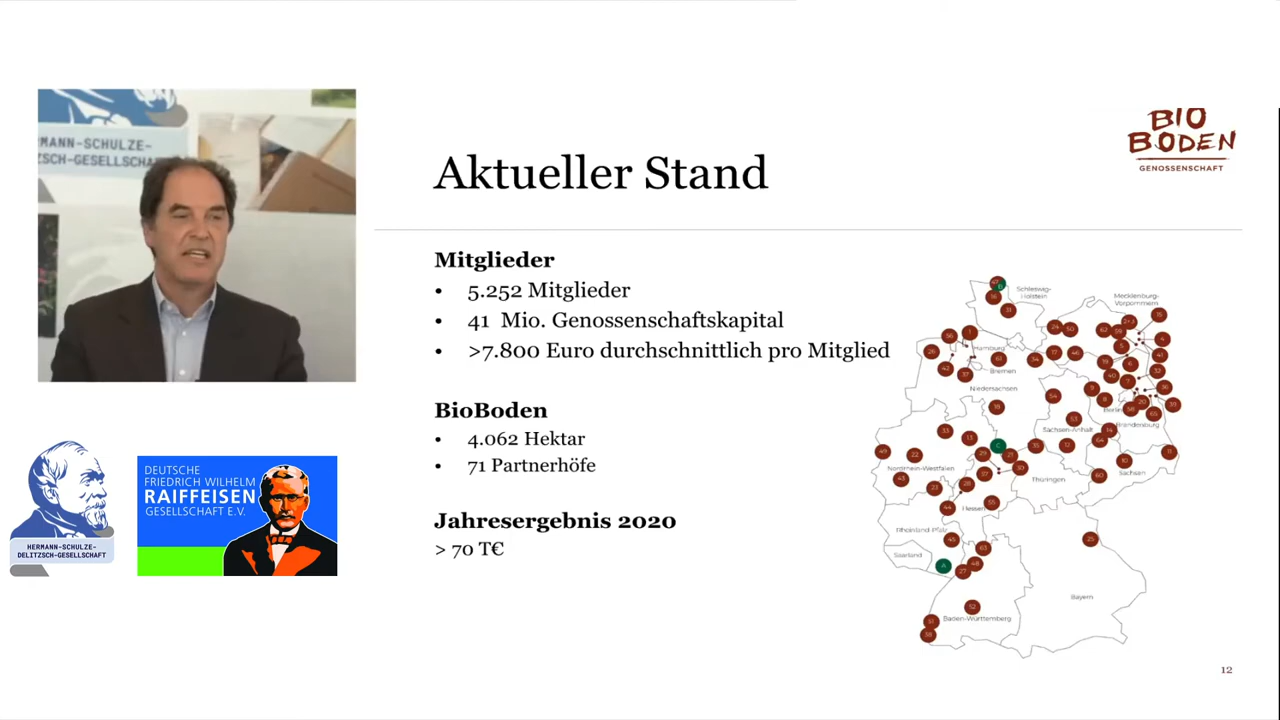 MANN-SCHULZE-
TZSCH-GESELLSCHA
HERMANN-SCHULZE-
DELITZSCH-GESELLSCHAFT
DEUTSCHE
FRIEDRICH WILHELM
RAIFFEISEN
GESELLSCHAFT E.V.
BIO
BODEN
GENOSSENSCHAFT
Aktueller Stand
Mitglieder
• 5.252 Mitglieder
• 41 Mio. Genossenschaftskapital
• >7.800 Euro durchschnittlich pro Mitglied
BioBoden
• 4.062 Hektar
• 71 Partnerhöfe
Jahresergebnis 2020
> 70 T€
Schleswig-
Holstein
Mecklenburg-
Vorpommern
Hamburg
Bremen
Niedersachsen
Berlin
Brandenburg
Sachsen-Anhalt
Nordrhein-Westfalen
Sachsen
Thüringen
Hessen
Rheinland-Pfalz
Saarland
Bayern
Baden-Württemberg
12